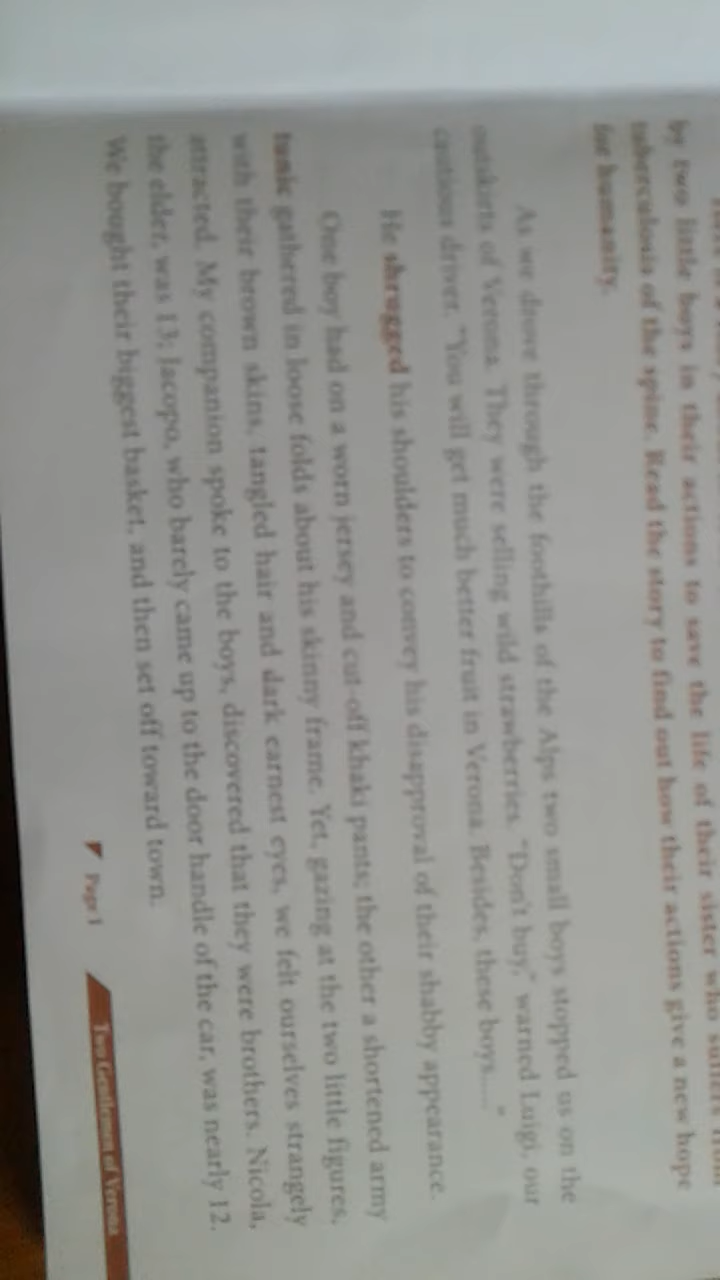 by two little boys in their actions to save the life of their sister who
tuberculosis of the spine. Read the story to find out how their actions give a new hope
for humanity.
As we drove through the foothills of the Alps two small boys stopped us on the
outskirts of Verona. They were selling wild strawberries. "Don't buy," warned Luigi, our
cautious driver. "You will get much better fruit in Verona. Besides, these boys....."
He shrugged his shoulders to convey his disapproval of their shabby appearance.
One boy had on a worn jersey and cut-off khaki pants; the other a shortened army
tunic gathered in loose folds about his skinny frame. Yet, gazing at the two little figures,
with their brown skins, tangled hair and dark earnest eyes, we felt ourselves strangely
attracted. My companion spoke to the boys, discovered that they were brothers. Nicola,
the elder, was 13; Jacopo, who barely came up to the door handle of the car, was nearly 12.
We bought their biggest basket, and then set off toward town.
Page 1
Two Gentlemen of Verona